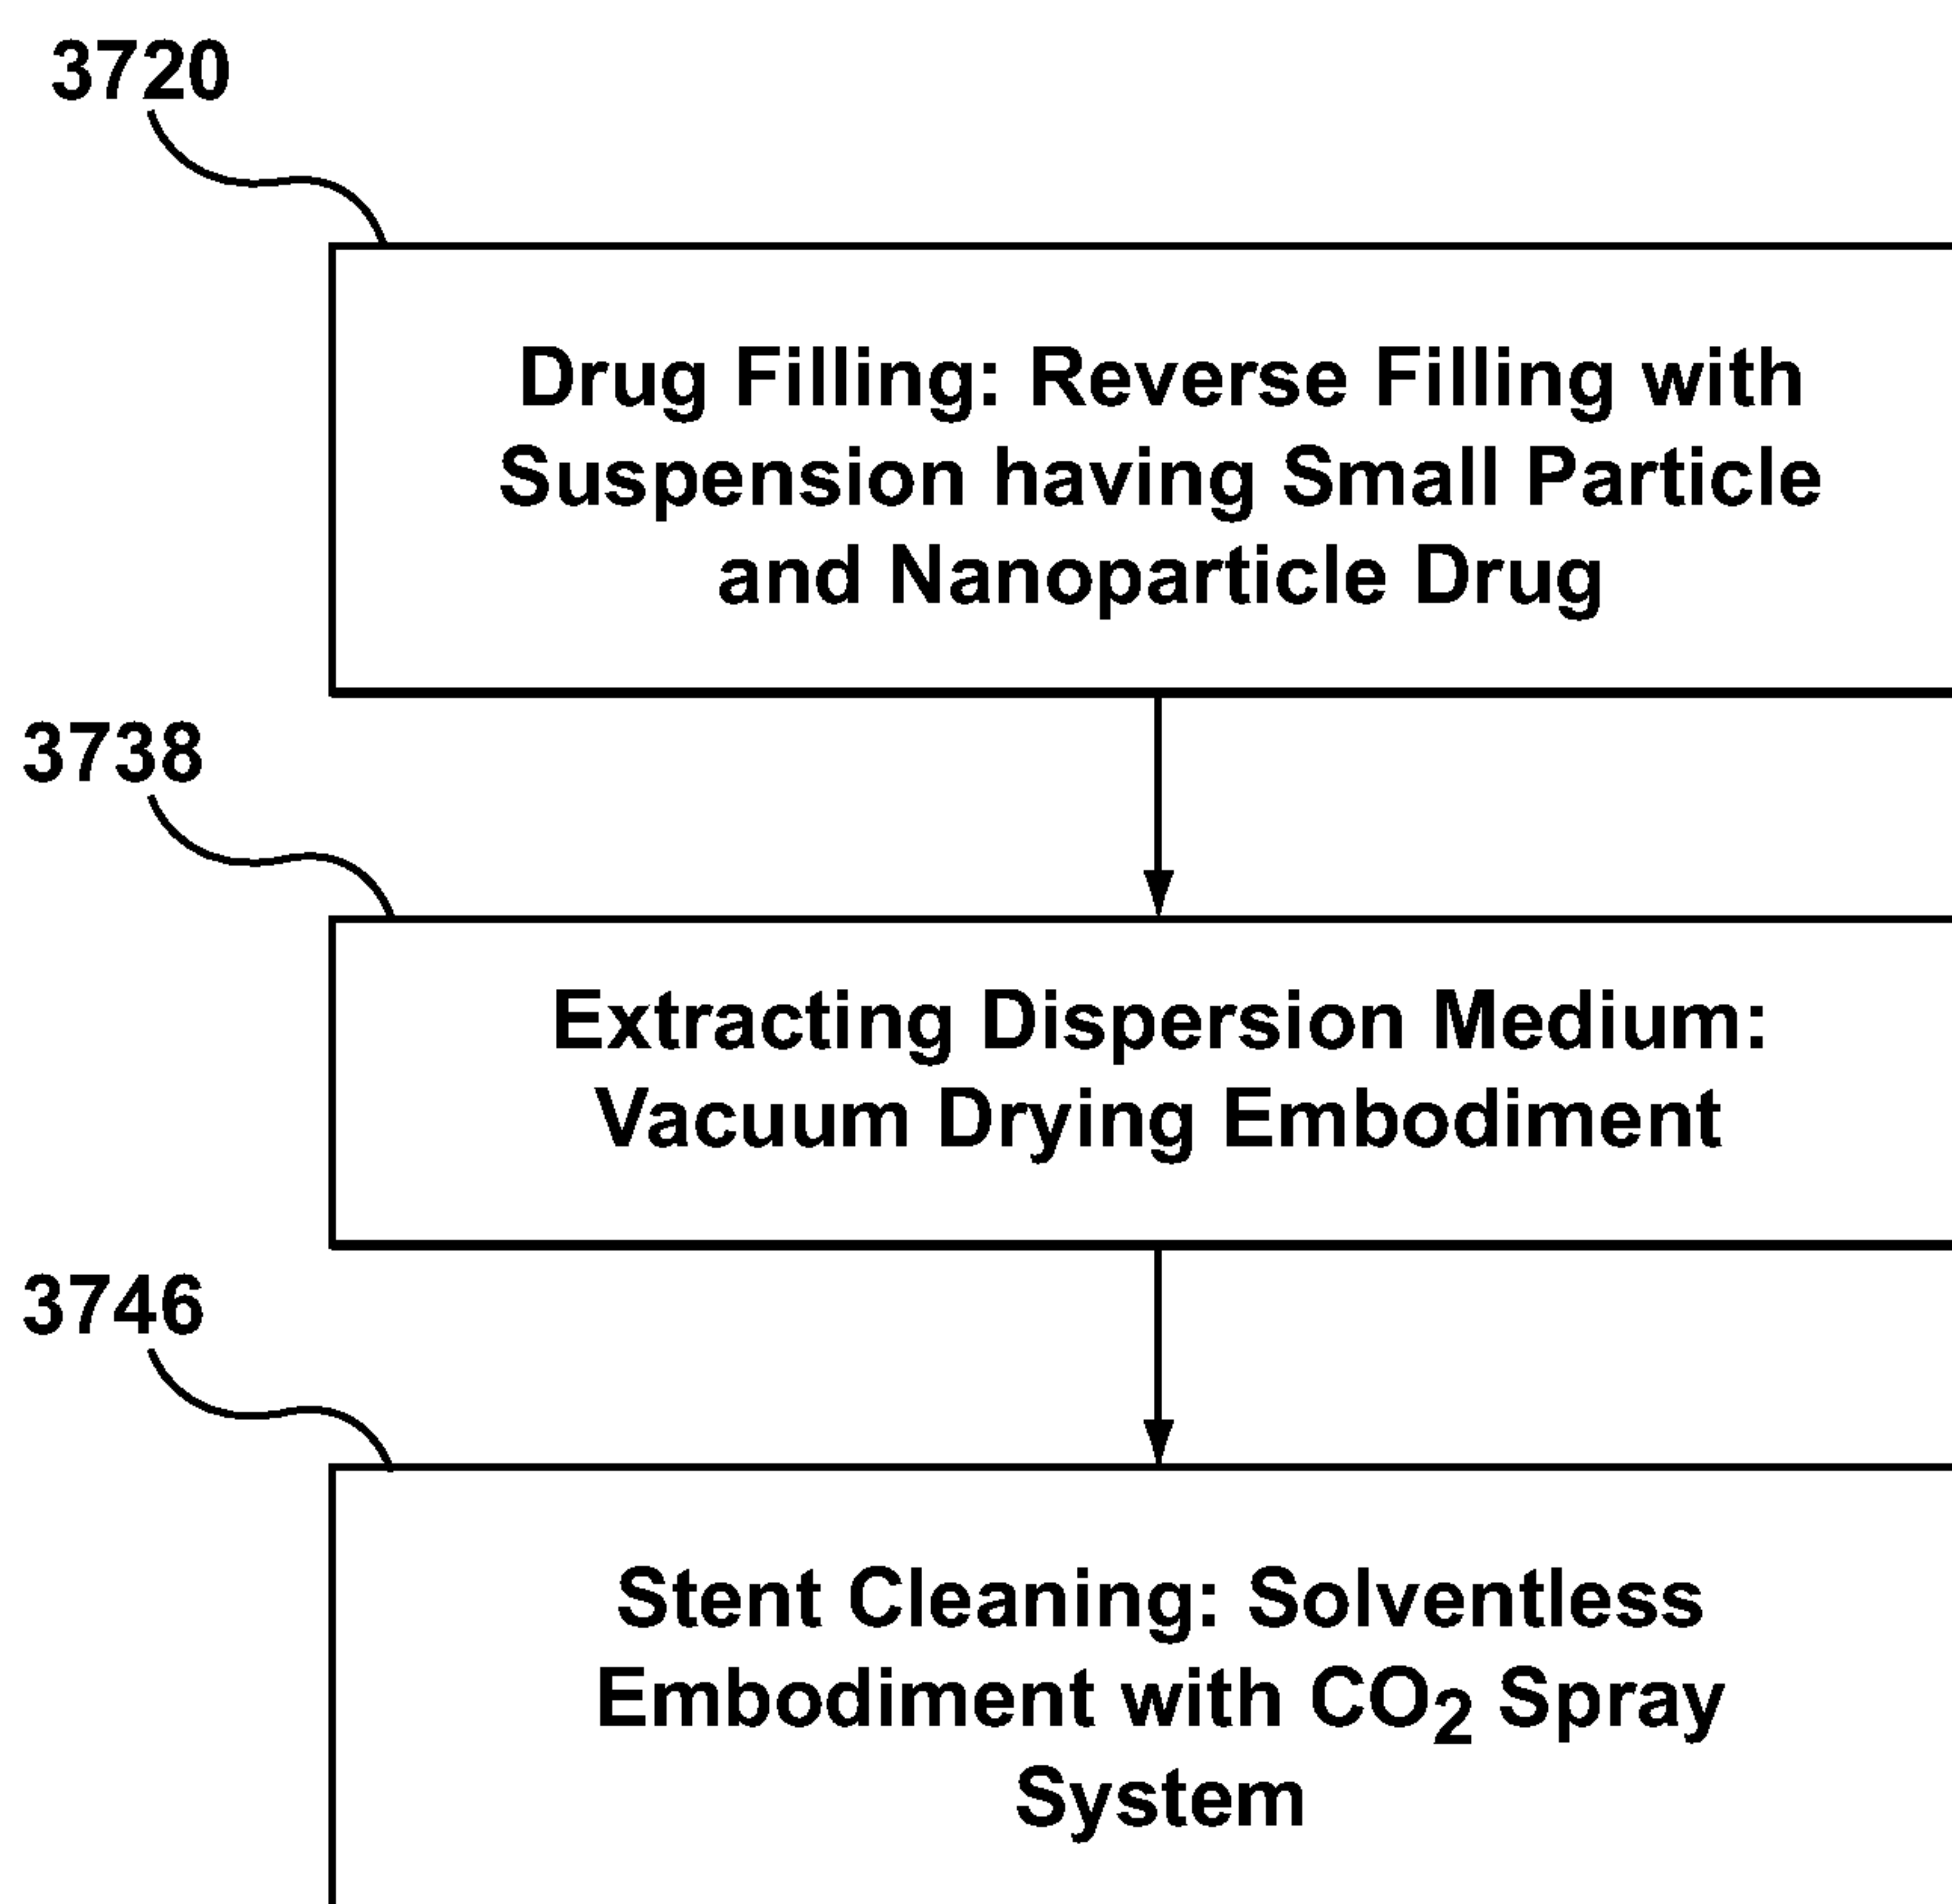 3720
Drug Filling: Reverse Filling with
Suspension having Small Particle
and Nanoparticle Drug
3738
Extracting Dispersion Medium:
Vacuum Drying Embodiment
3746
Stent Cleaning: Solventless
Embodiment with CO₂ Spray
System